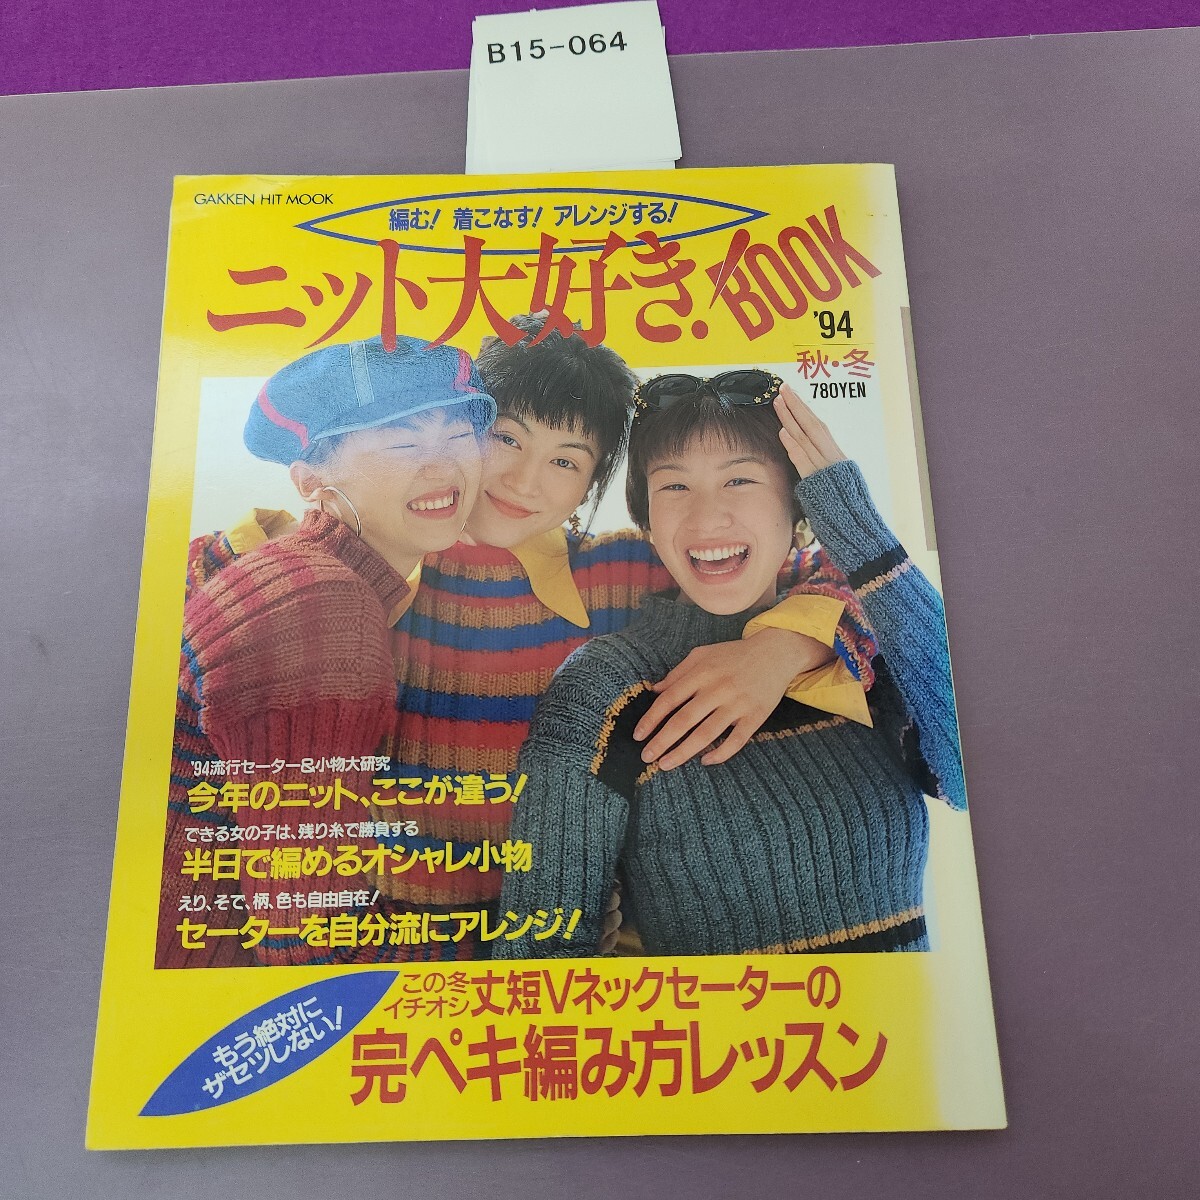 B15-064
GAKKEN HIT MOOK
編む! 着こなす! アレンジする!
ニット大好き!BOOK
'94
秋・冬
780YEN
'94流行セーター&小物大研究
今年のニット、ここが違う!
できる女の子は、残り糸で勝負する
半日で編めるオシャレ小物
えり、そで、柄、色も自由自在!
セーターを自分流にアレンジ!
もう絶対に
ザセツしない!
この冬
イチオシ丈短Vネックセーターの
完ペキ編み方レッスン